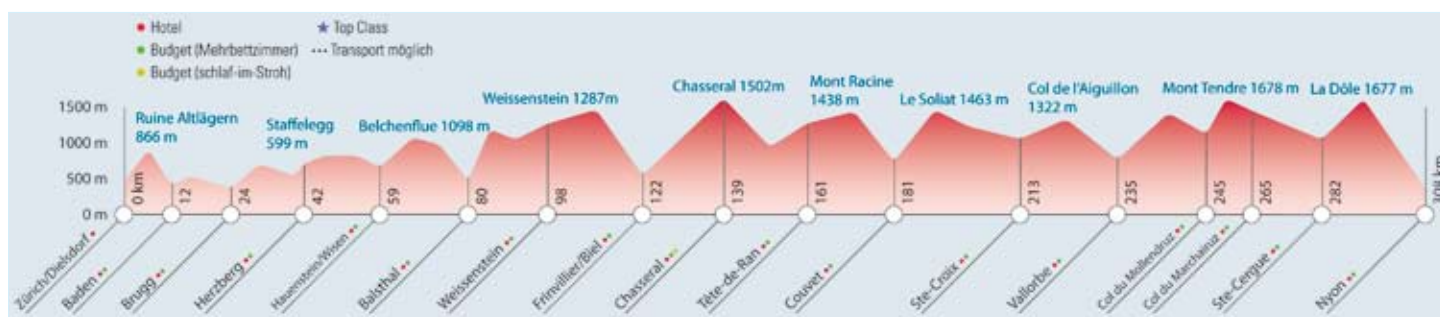 Hotel
Top Class
Budget (Mehrbettzimmer)
Transport möglich
Budget (schlaf-im-Stroh)
Chasseral 1502m
Mont Racine
1438 m
Weissenstein 1287m
Le Soliat 1463 m
Col de l'Aiguillon
1322 m
Mont Tendre 1678 m
La Dôle 1677 m
1500 m
Ruine Altlägern
866 m
Staffelegg
599 m
Belchenflue 1098 m
1000 m
500 m
0 m
0 km
12
24
42
59
80
98
122
139
161
181
213
235
245
265
282
308 km
Zürich/Dielsdorf
Baden
Brugg
Herzberg
Hauenstein/Wisen
Balsthal
Weissenstein
Frinvillier/Biel
Chasseral
Tête-de-Ran
Couvet
Ste-Croix
Vallorbe
Col du Mollendruz
Col du Marchairuz
Ste-Cergue
Nyon